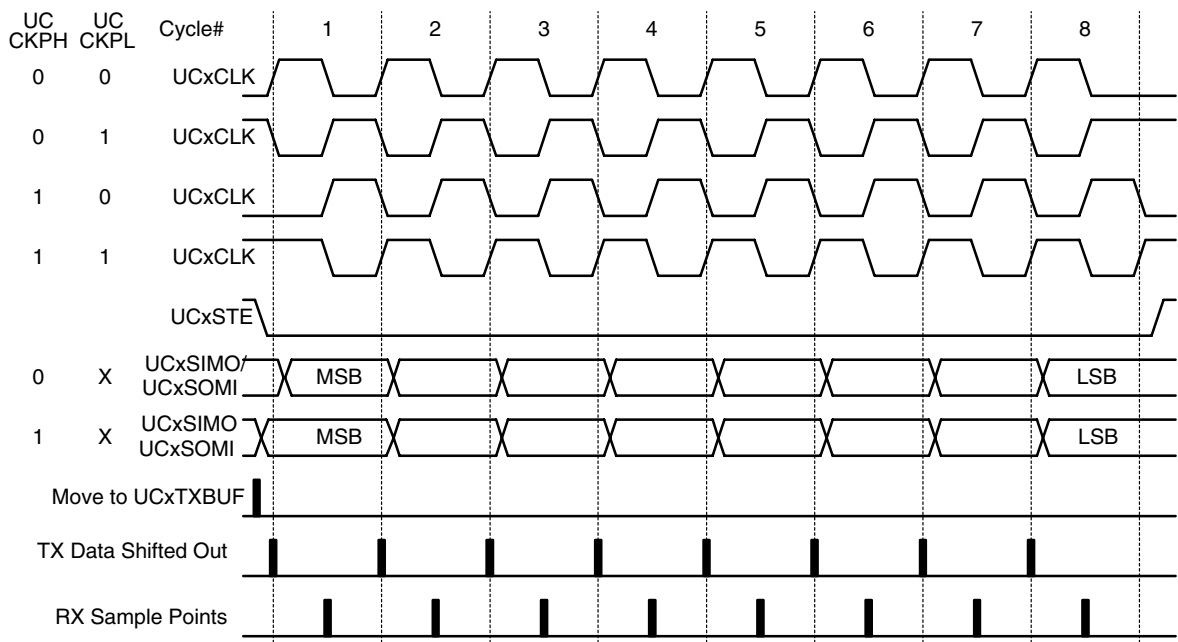 UC CKPH UC CKPL Cycle# 1 2 3 4 5 6 7 8
0 0 UCxCLK
0 1 UCxCLK
1 0 UCxCLK
1 1 UCxCLK
UCxSTE
0 X UCxSIMO/ UCxSOMI MSB LSB
1 X UCxSIMO UCxSOMI MSB LSB
Move to UCxTXBUF
TX Data Shifted Out
RX Sample Points